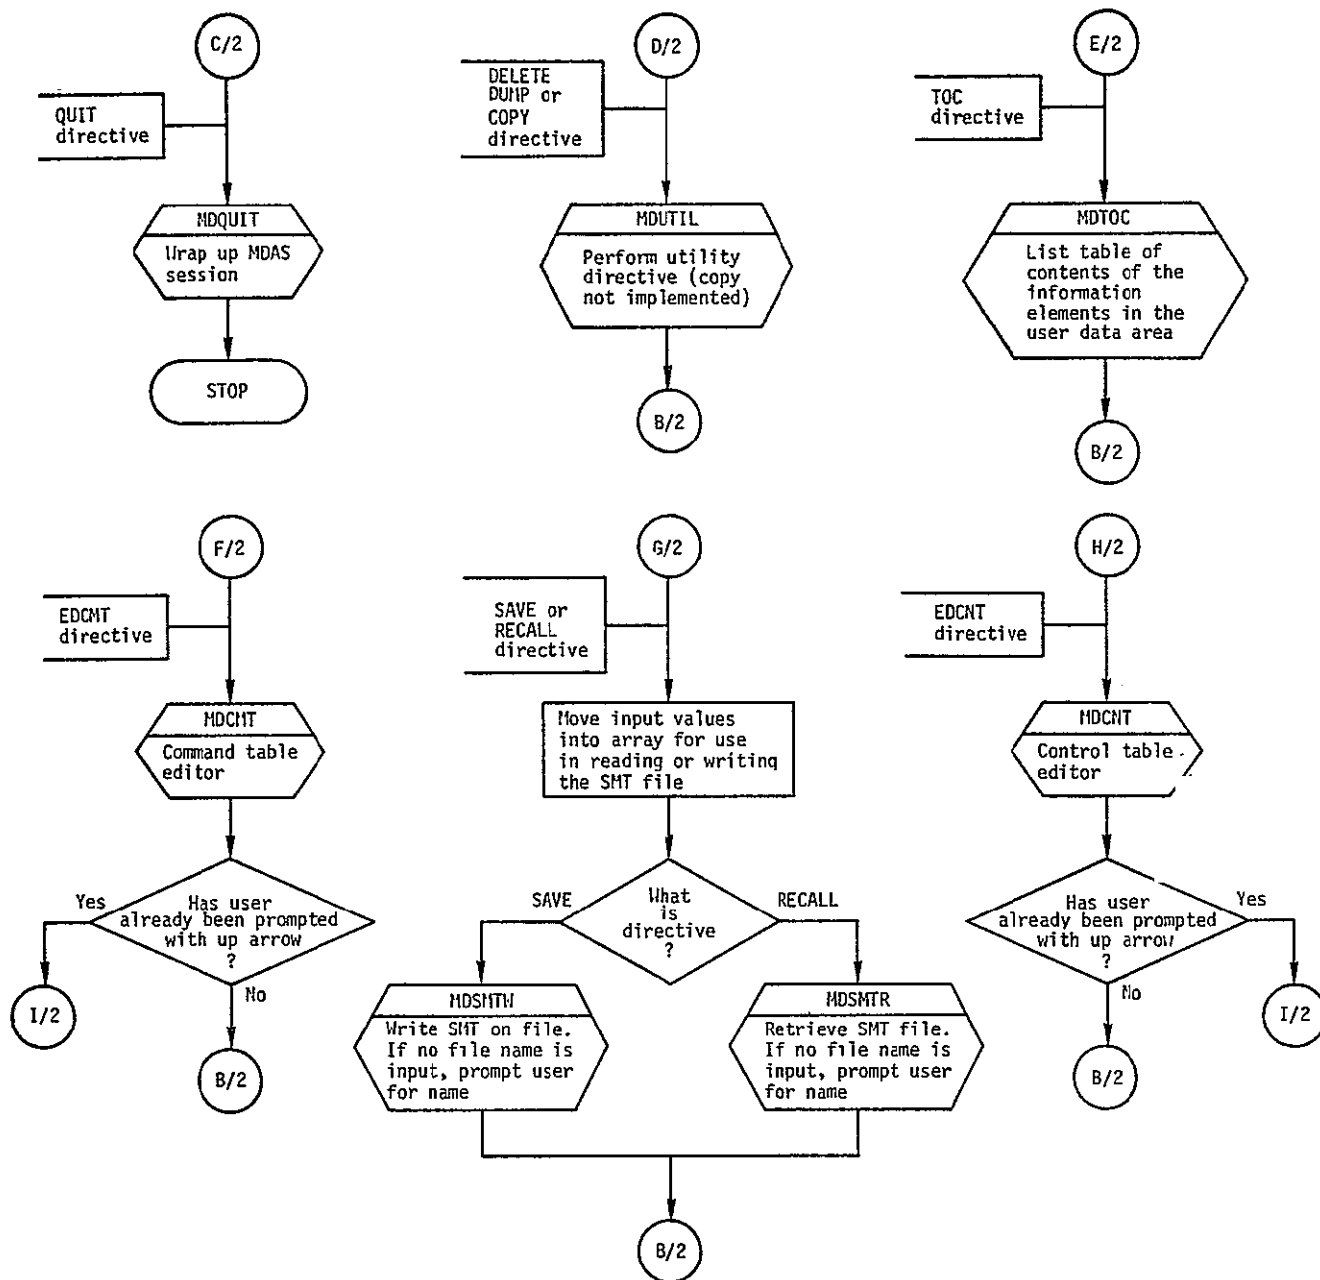 C/2
QUIT
directive
MDQUIT
Wrap up MDAS
session
STOP
D/2
DELETE
DUMP or
COPY
directive
MDUTIL
Perform utility
directive (copy
not implemented)
B/2
E/2
TOC
directive
MDTOC
List table of
contents of the
information
elements in the
user data area
B/2
F/2
EDCMT
directive
MDCMT
Command table
editor
Yes
Has user
already been prompted
with up arrow
?
No
I/2
B/2
G/2
SAVE or
RECALL
directive
Move input values
into array for use
in reading or writing
the SMT file
SAVE
What
is
directive
?
RECALL
MDSMTW
Write SMT on file.
If no file name is
input, prompt user
for name
MDSMTR
Retrieve SMT file.
If no file name is
input, prompt user
for name
B/2
H/2
EDCNT
directive
MDCNT
Control table
editor
Has user
already been prompted
with up arrow
?
Yes
No
I/2
B/2